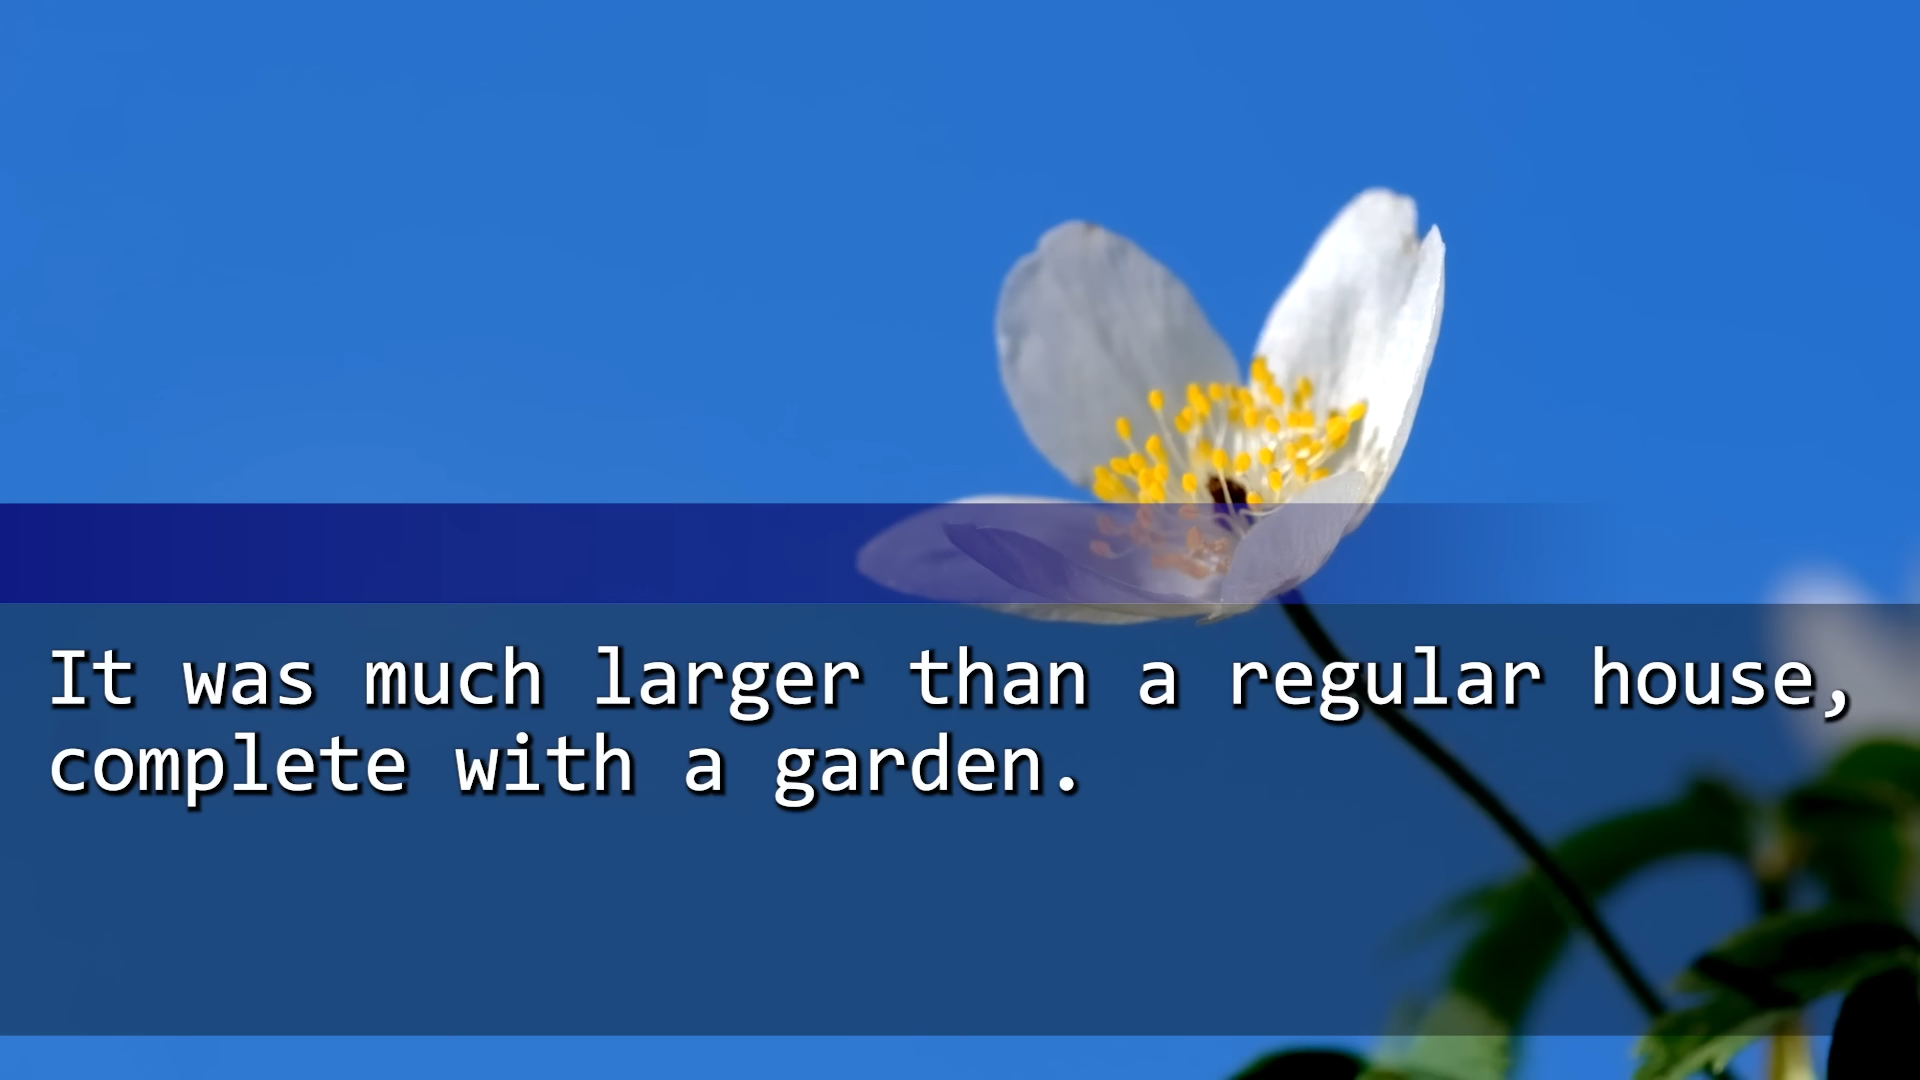 It was much larger than a regular house,
complete with a garden.